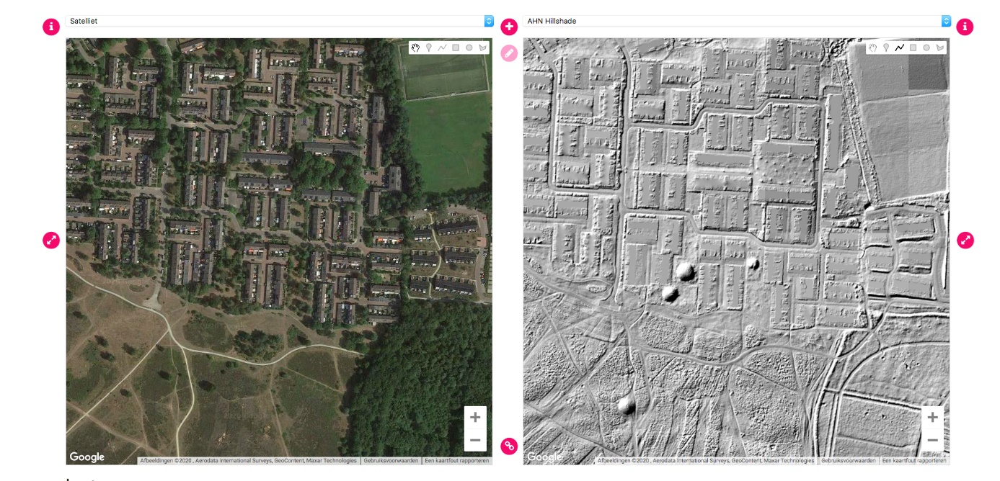 Satelliet
AHN Hillshade
Google
Afbeeldingen ©2020 , Aerodata International Surveys, GeoContent, Maxar Technologies
Gebruiksvoorwaarden
Een kaartfout rapporteren
Google
Afbeeldingen ©2020 , Aerodata International Surveys, GeoContent, Maxar Technologies
Gebruiksvoorwaarden
Een kaartfout rapporteren